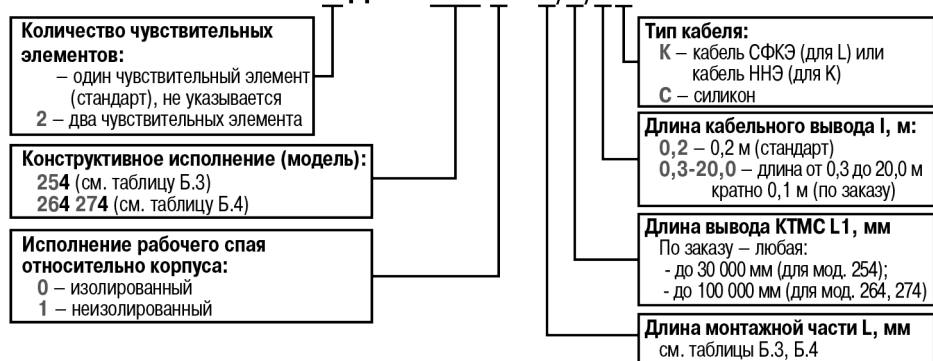 Количество чувствительных
элементов:
– один чувствительный элемент
(стандарт), не указывается
2 – два чувствительных элемента
Конструктивное исполнение (модель):
254 (см. таблицу Б.3)
264 274 (см. таблицу Б.4)
Исполнение рабочего спая
относительно корпуса:
0 – изолированный
1 – неизолированный
Тип кабеля:
К – кабель СФКЭ (для L) или
кабель ННЭ (для K)
С – силикон
Длина кабельного вывода l, м:
0,2 – 0,2 м (стандарт)
0,3-20,0 – длина от 0,3 до 20,0 м
кратно 0,1 м (по заказу)
Длина вывода КТМС L1, мм
По заказу – любая:
- до 30 000 мм (для мод. 254);
- до 100 000 мм (для мод. 264, 274)
Длина монтажной части L, мм
см. таблицы Б.3, Б.4